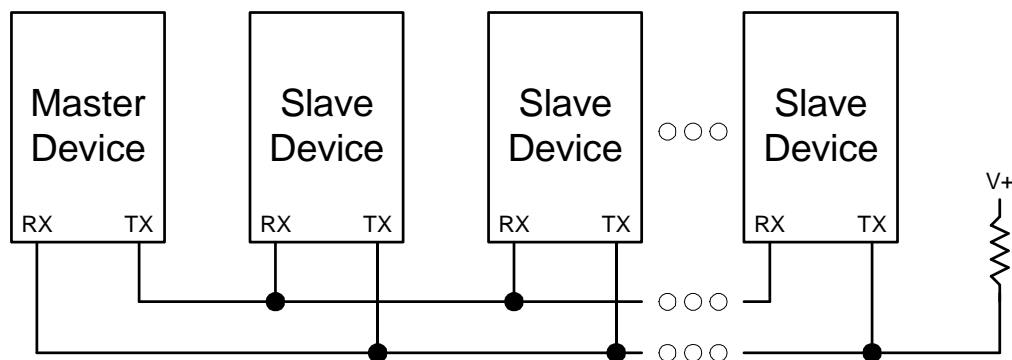 Master
Device
RX TX
Slave
Device
RX TX
Slave
Device
RX TX
Slave
Device
RX TX
V+